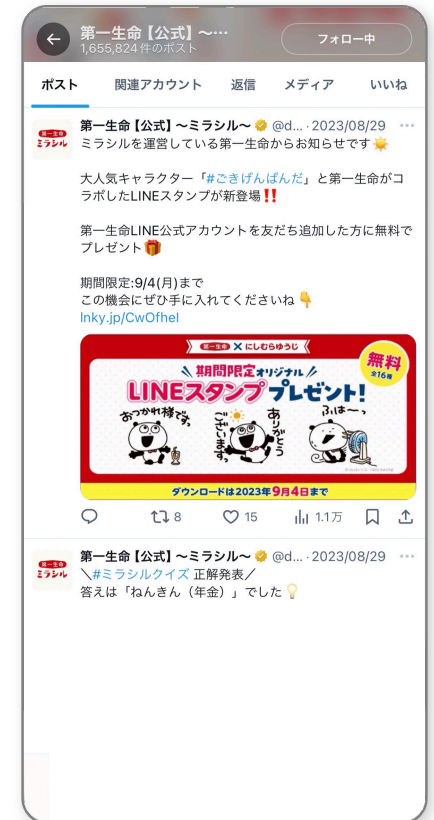 第一生命【公式】〜…
1,655,824 件のポスト
フォロー中
ポスト
関連アカウント
返信
メディア
いいね
第一生命【公式】〜ミラシル〜 @d... · 2023/08/29
ミラシルを運営している第一生命からお知らせです☀️
大人気キャラクター「#ごきげんぱんだ」と第一生命がコ
ラボしたLINEスタンプが新登場‼️
第一生命LINE公式アカウントを友だち追加した方に無料で
プレゼント🎁
期間限定:9/4(月)まで
この機会にぜひ手に入れてくださいね👇
lnky.jp/CwOfhel
第一生命 × にしむらゆうじ
無料
全16種
期間限定オリジナル
LINEスタンププレゼント!
おつかれ様です。
ございます。
ありがとう
ふは〜っ
ダウンロードは2023年9月4日まで
8
15
1.1万
第一生命
ミラシル
第一生命【公式】〜ミラシル〜 @d... · 2023/08/29
＼#ミラシルクイズ 正解発表／
答えは「ねんきん（年金）」でした💡
第一生命
ミラシル